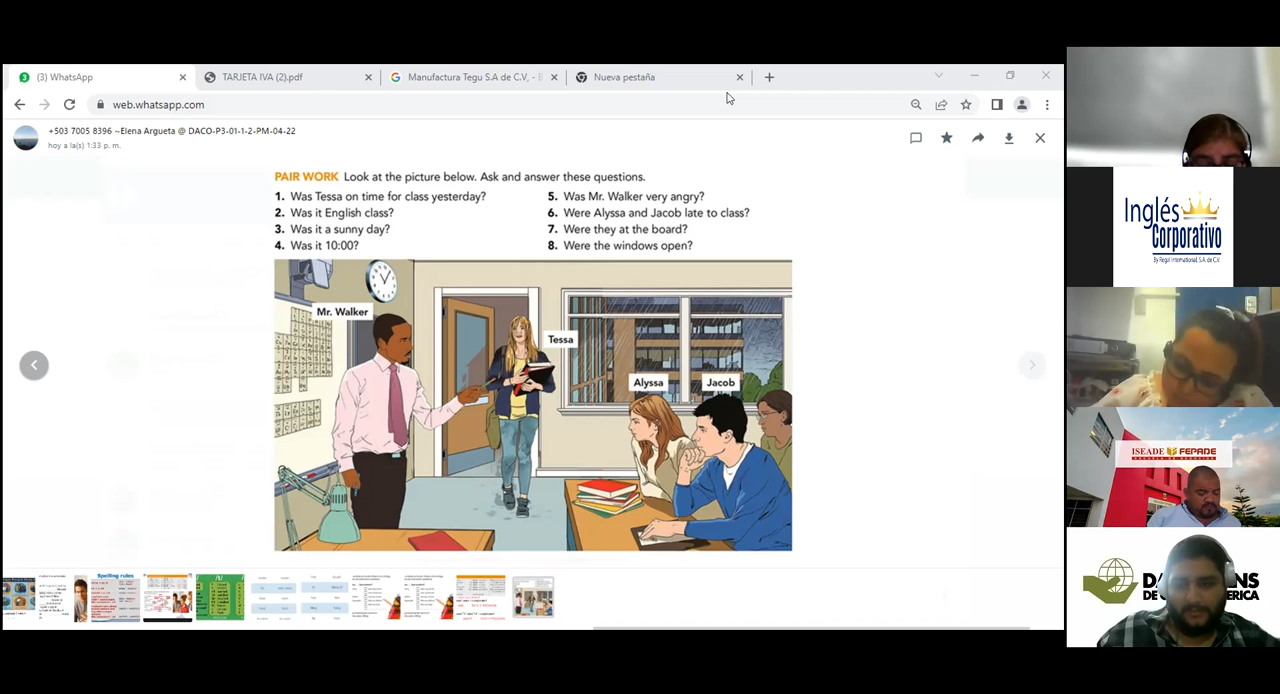 (3) WhatsApp
TARJETA IVA (2).pdf
Manufactura Tegu S.A de C.V, -
Nueva pestaña
web.whatsapp.com
+503 7005 8396 ~Elena Argueta @ DACO-P3-01-1-2-PM-04-22
hoy a la(s) 1:33 p. m.
PAIR WORK Look at the picture below. Ask and answer these questions.
1. Was Tessa on time for class yesterday?
2. Was it English class?
3. Was it a sunny day?
4. Was it 10:00?
5. Was Mr. Walker very angry?
6. Were Alyssa and Jacob late to class?
7. Were they at the board?
8. Were the windows open?
Mr. Walker
Tessa
Alyssa
Jacob
Spelling rules
Inglés
Corporativo
By Regal International, S.A. de C.V.
ISEADE FEPADE